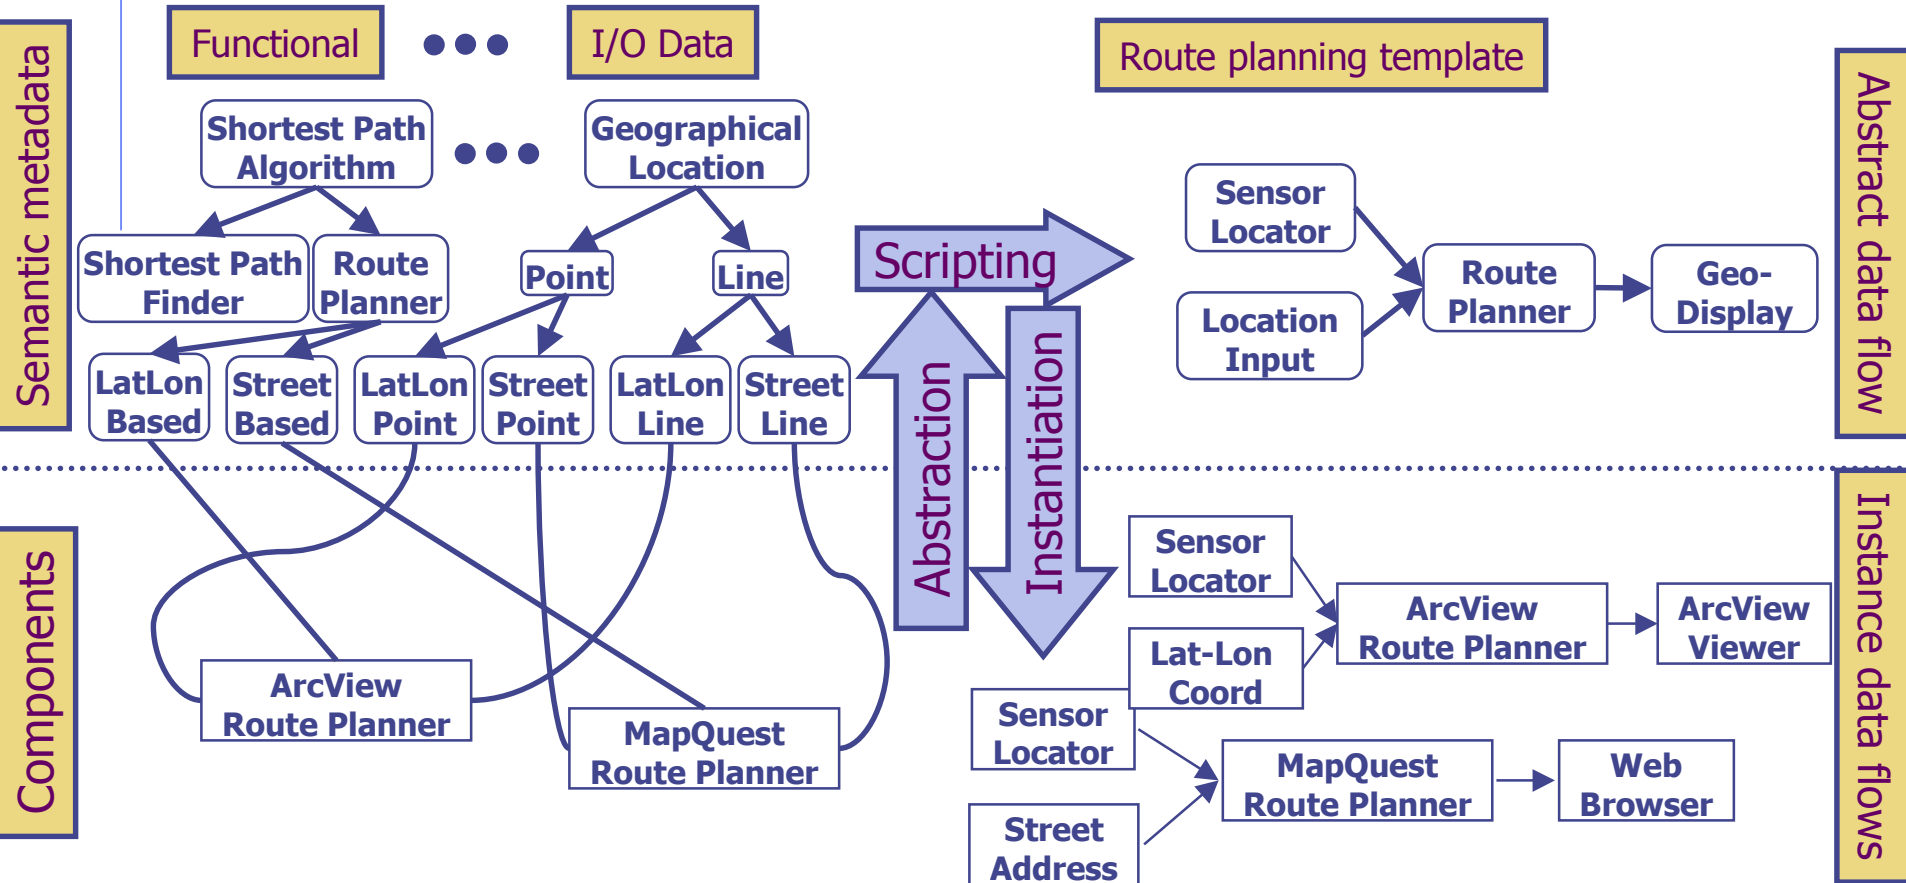 Semantic metadata
Functional
I/O Data
Shortest Path
Algorithm
Geographical
Location
Shortest Path
Finder
Route
Planner
Point
Line
LatLon
Based
Street
Based
LatLon
Point
Street
Point
LatLon
Line
Street
Line
Components
ArcView
Route Planner
MapQuest
Route Planner
Scripting
Abstraction
Instantiation
Route planning template
Sensor
Locator
Location
Input
Route
Planner
Geo-
Display
Abstract data flow
Sensor
Locator
Lat-Lon
Coord
ArcView
Route Planner
ArcView
Viewer
Sensor
Locator
Street
Address
MapQuest
Route Planner
Web
Browser
Instance data flows